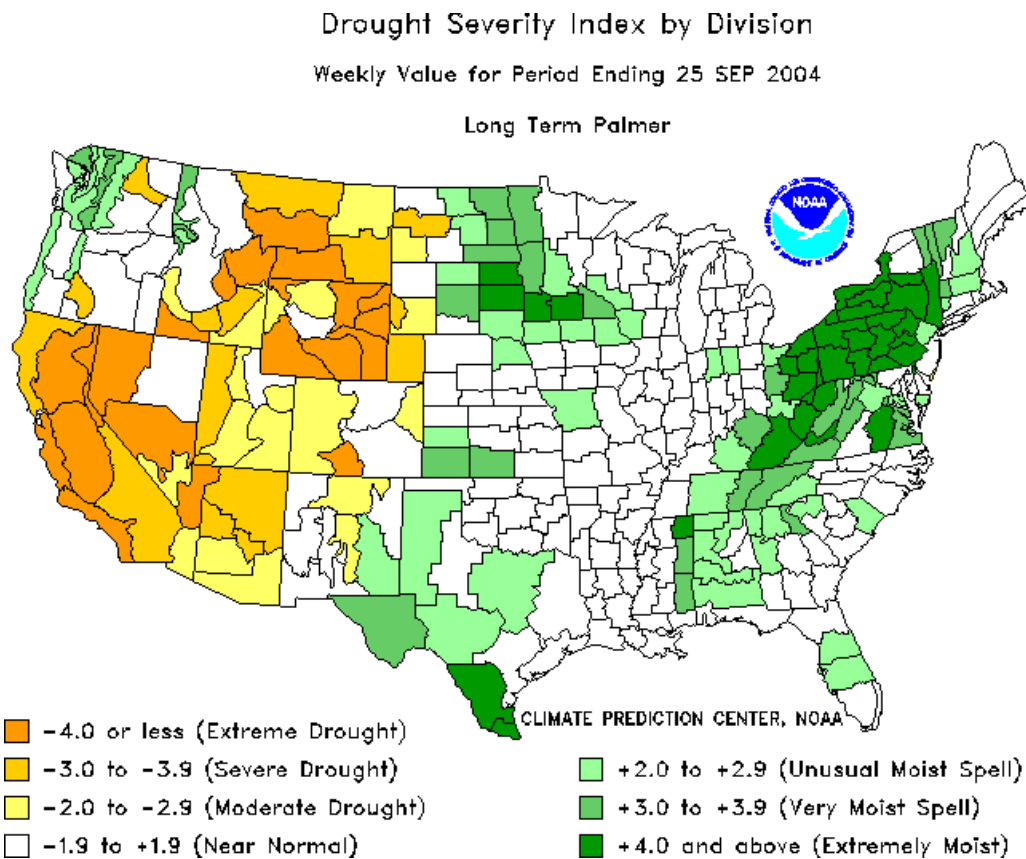 Drought Severity Index by Division
Weekly Value for Period Ending 25 SEP 2004
Long Term Palmer
NOAA
CLIMATE PREDICTION CENTER, NOAA
-4.0 or less (Extreme Drought)
-3.0 to -3.9 (Severe Drought)
-2.0 to -2.9 (Moderate Drought)
-1.9 to +1.9 (Near Normal)
+2.0 to +2.9 (Unusual Moist Spell)
+3.0 to +3.9 (Very Moist Spell)
+4.0 and above (Extremely Moist)